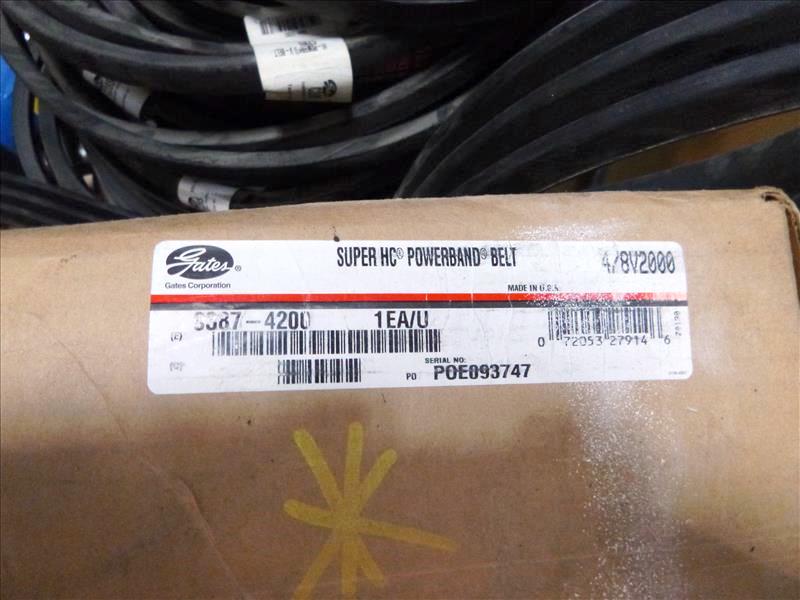 Gates®
Gates Corporation
SUPER HC® POWERBAND® BELT
4/8V2000
MADE IN U.S.A.
4200 1EA/U
(E)
0 72053 27914 6
SERIAL NO:
PO POE093747